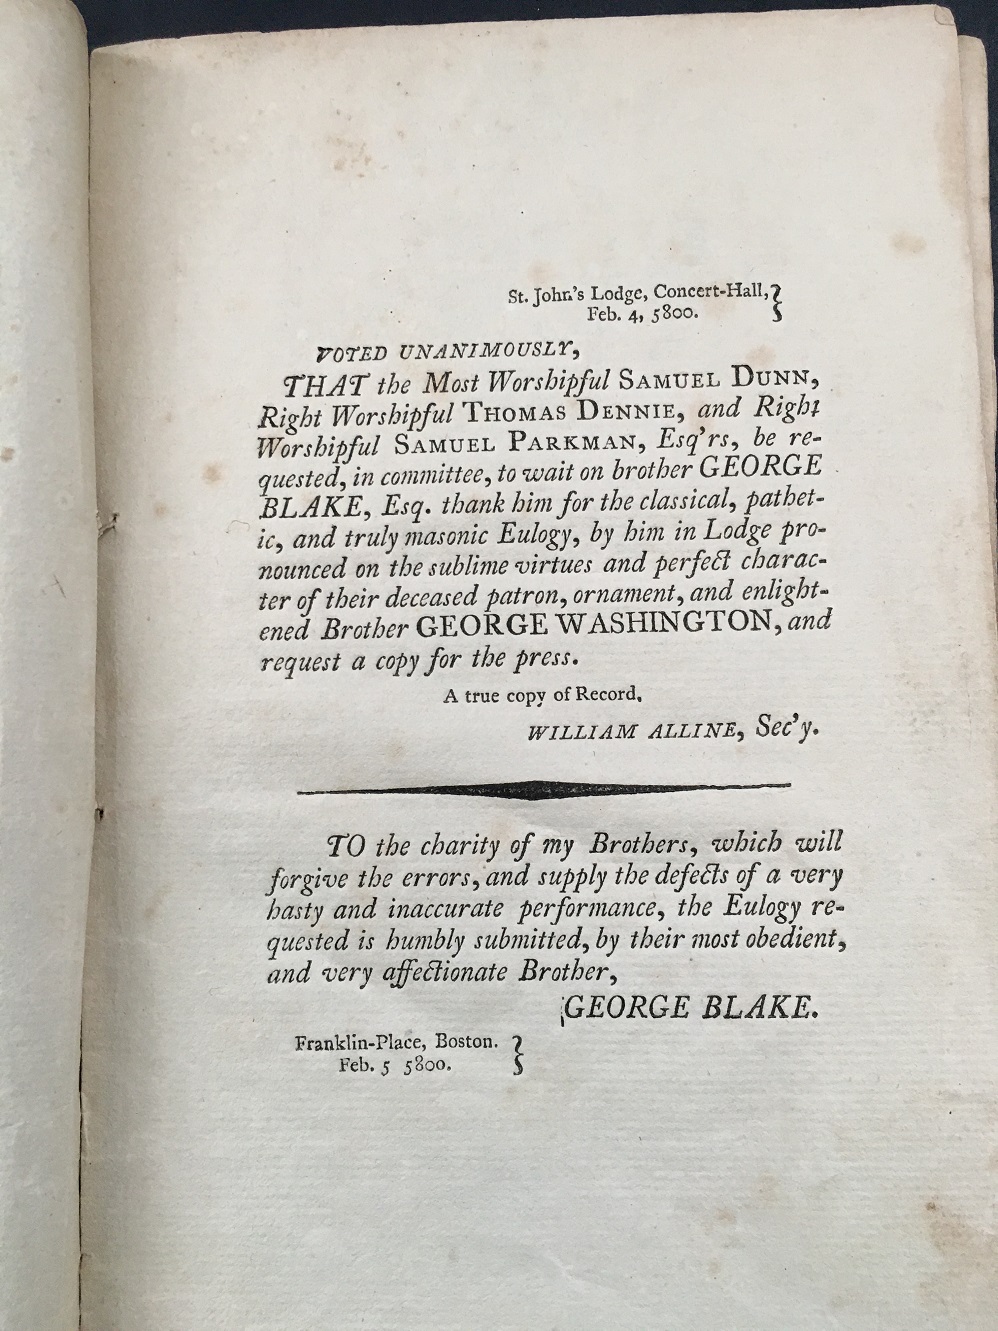 St. John's Lodge, Concert-Hall,
Feb. 4, 5800.
VOTED UNANIMOUSLY,
THAT the Most Worshipful SAMUEL DUNN,
Right Worshipful THOMAS DENNIE, and Right
Worshipful SAMUEL PARKMAN, Esq'rs, be re-
quested, in committee, to wait on brother GEORGE
BLAKE, Esq. thank him for the classical, pathet-
ic, and truly masonic Eulogy, by him in Lodge pro-
nounced on the sublime virtues and perfect charac-
ter of their deceased patron, ornament, and enlight-
ened Brother GEORGE WASHINGTON, and
request a copy for the press.
A true copy of Record,
WILLIAM ALLINE, Sec'y.
TO the charity of my Brothers, which will
forgive the errors, and supply the defects of a very
hasty and inaccurate performance, the Eulogy re-
quested is humbly submitted, by their most obedient,
and very affectionate Brother,
GEORGE BLAKE.
Franklin-Place, Boston.
Feb. 5 5800.